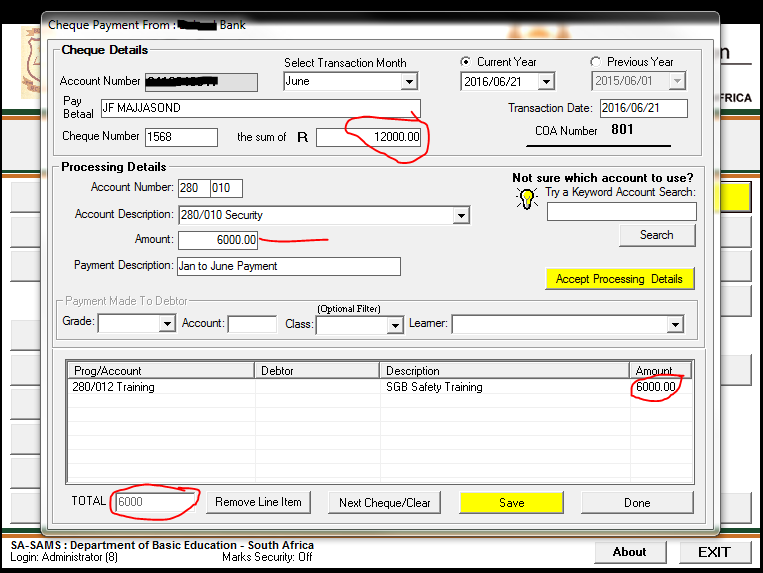 Cheque Payment From : Bank
Cheque Details
Select Transaction Month
Current Year
Previous Year
Account Number
June
2016/06/21
2015/06/01
Pay
Betaal
JF MAJJASOND
Transaction Date: 2016/06/21
Cheque Number 1568 the sum of R 12000.00
COA Number 801
Processing Details
Not sure which account to use?
Account Number: 280 010
Try a Keyword Account Search:
Account Description: 280/010 Security
Amount: 6000.00
Search
Payment Description: Jan to June Payment
Accept Processing Details
Payment Made To Debtor
(Optional Filter)
Grade: Account: Class: Learner:
Prog/Account Debtor Description Amount
280/012 Training SGB Safety Training 6000.00
TOTAL 6000 Remove Line Item Next Cheque/Clear Save Done
SA-SAMS : Department of Basic Education - South Africa
Login: Administrator (8) Marks Security: Off
About EXIT